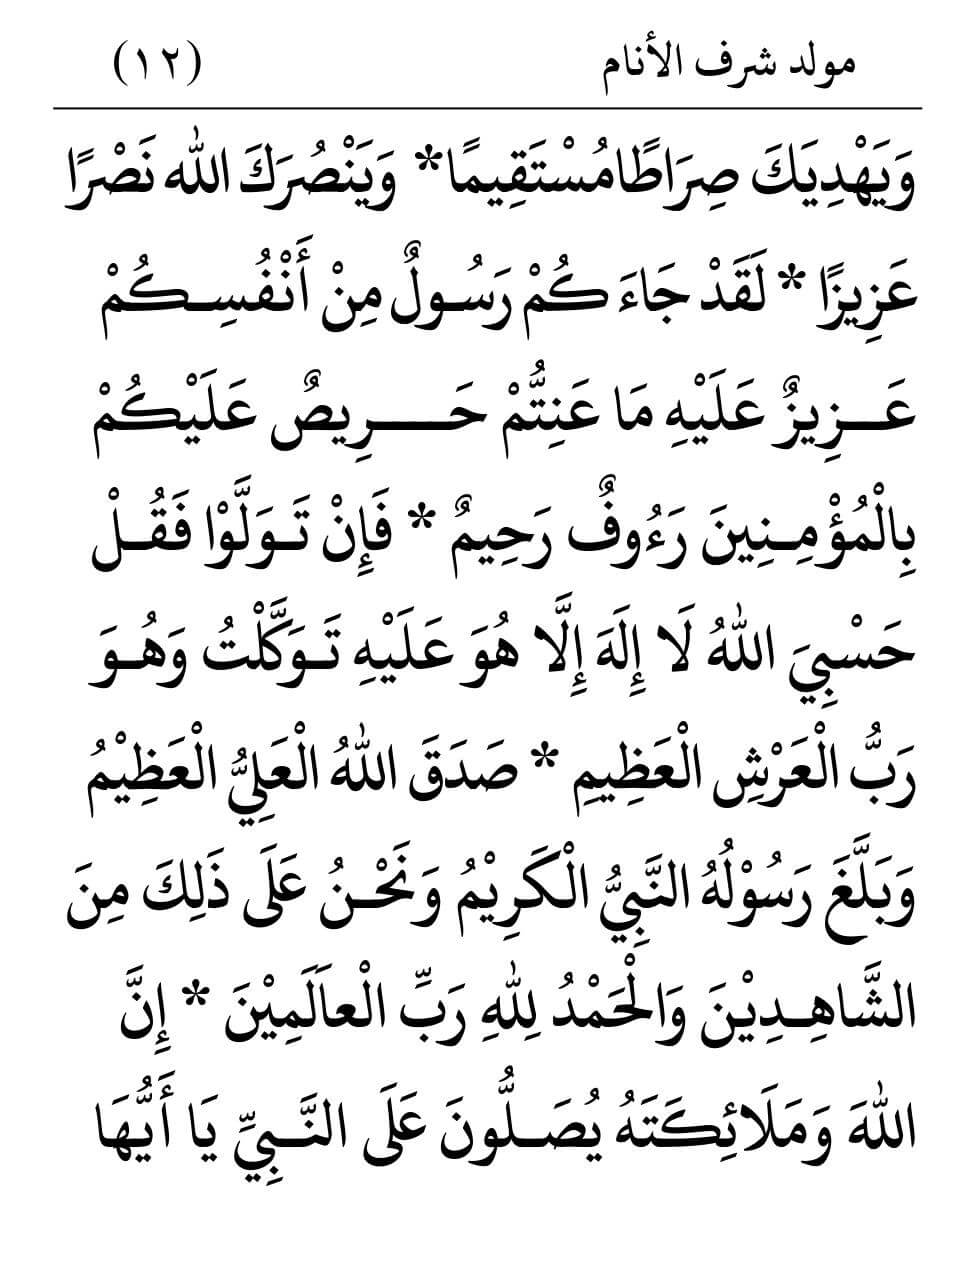 مولد شرف الأنام (١٢)
وَيَهْدِيَكَ صِرَاطًا مُسْتَقِيمًا * وَيَنْصُرَكَ الله نَصْرًا
عَزِيزًا * لَقَدْ جَاءَكُمْ رَسُولٌ مِنْ أَنْفُسِكُمْ
عَزِيزٌ عَلَيْهِ مَا عَنِتُّمْ حَرِيصٌ عَلَيْكُمْ
بِالْمُؤْمِنِينَ رَءُوفٌ رَحِيمٌ * فَإِنْ تَوَلَّوْا فَقُلْ
حَسْبِيَ اللهُ لَا إِلَهَ إِلَّا هُوَ عَلَيْهِ تَوَكَّلْتُ وَهُوَ
رَبُّ الْعَرْشِ الْعَظِيمِ * صَدَقَ اللهُ الْعَلِيُّ الْعَظِيْمُ
وَبَلَّغَ رَسُوْلُهُ النَّبِيُّ الْكَرِيْمُ وَنَحْنُ عَلَى ذَلِكَ مِنَ
الشَّاهِدِيْنَ وَالْحَمْدُ لِلهِ رَبِّ الْعَالَمِيْنَ * إِنَّ
اللهَ وَمَلَائِكَتَهُ يُصَلُّونَ عَلَى النَّبِيِّ يَا أَيُّهَا